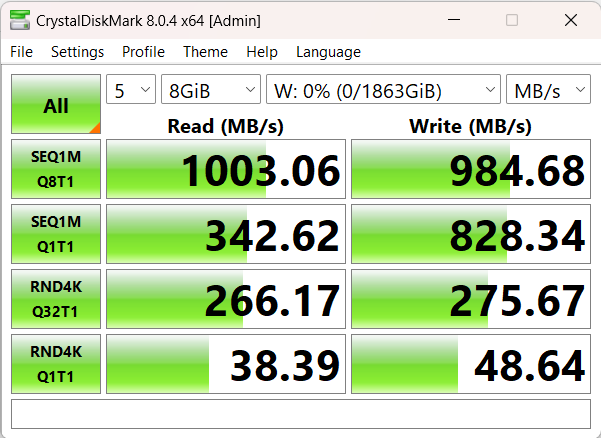 CrystalDiskMark 8.0.4 x64 [Admin]
File Settings Profile Theme Help Language
All 5 8GiB W: 0% (0/1863GiB) MB/s
Read (MB/s) Write (MB/s)
SEQ1M
Q8T1 1003.06 984.68
SEQ1M
Q1T1 342.62 828.34
RND4K
Q32T1 266.17 275.67
RND4K
Q1T1 38.39 48.64